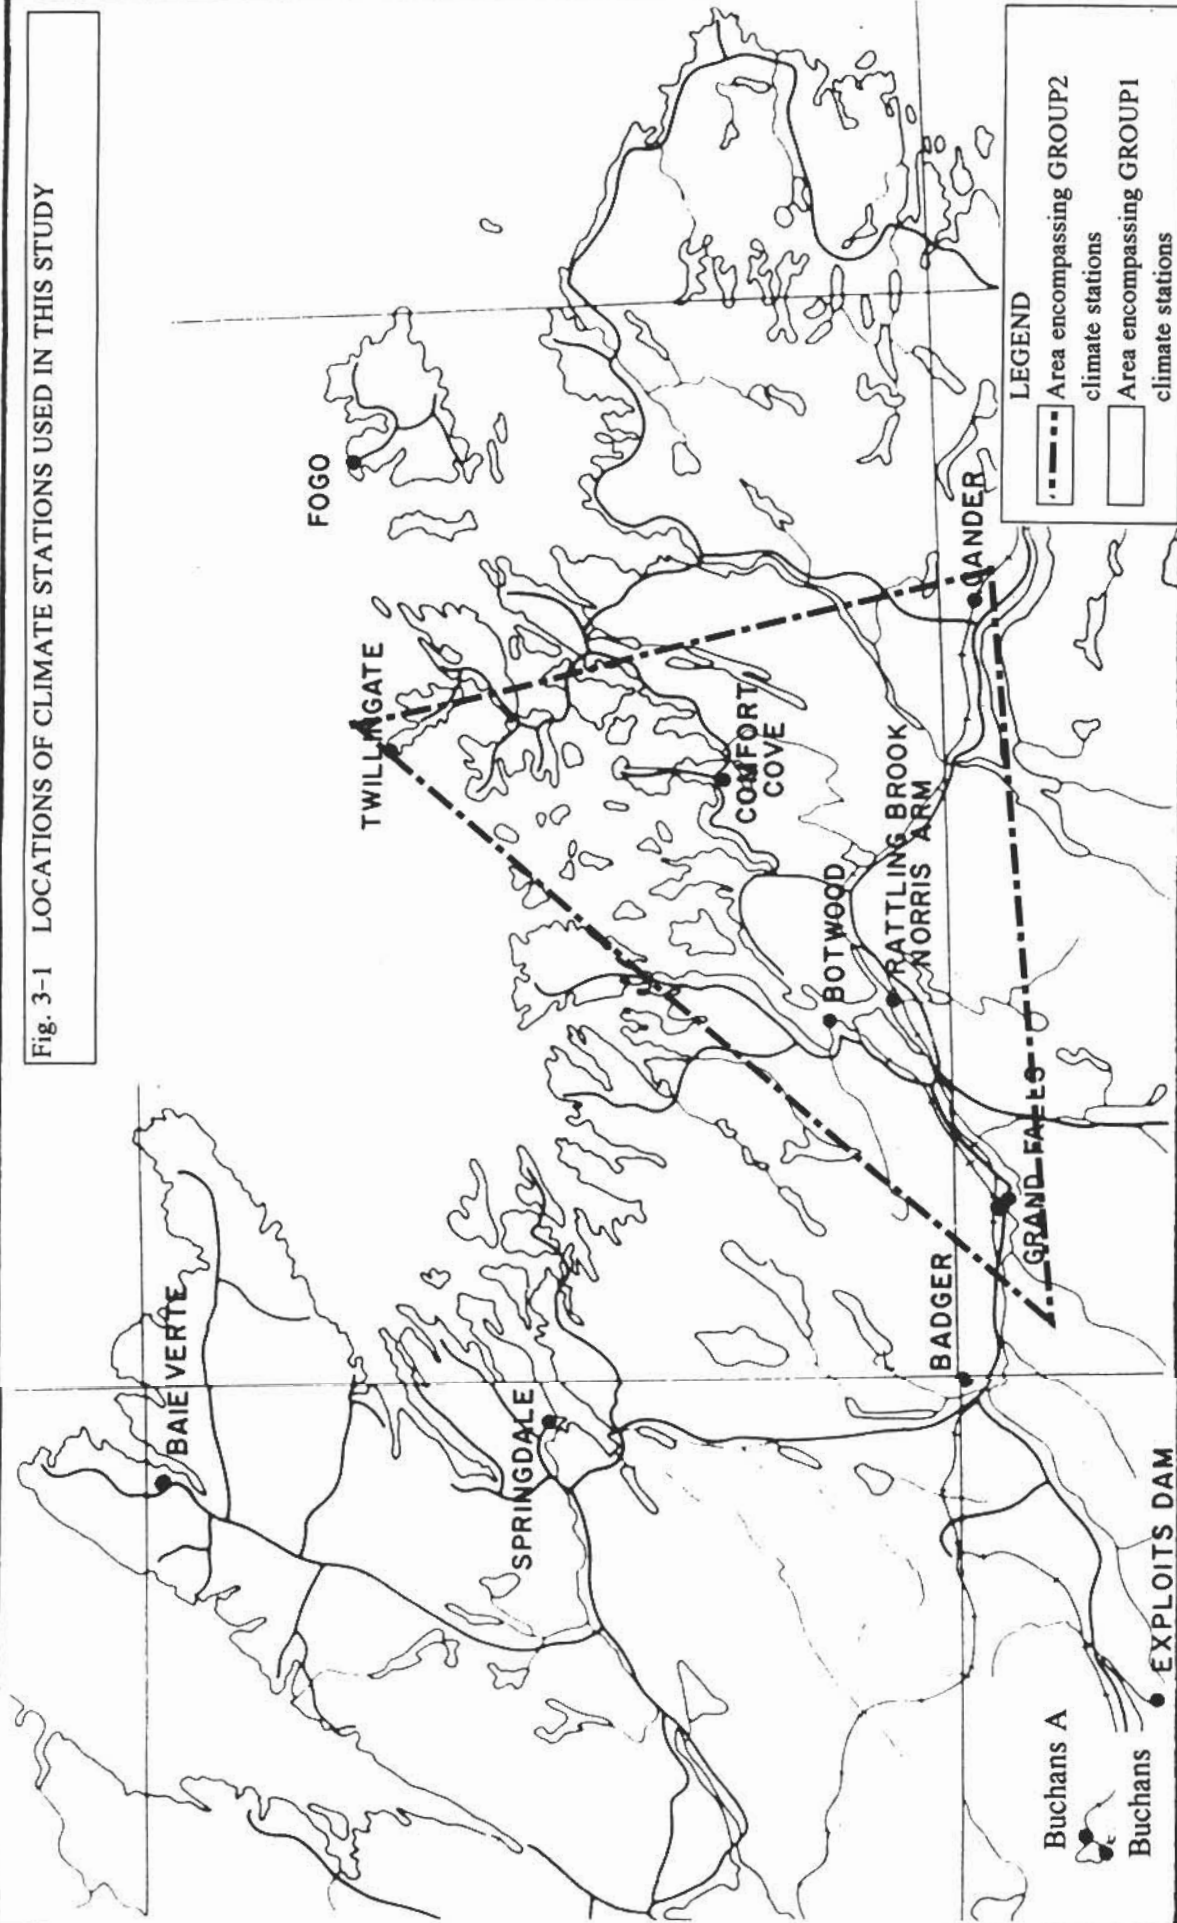 Fig. 3-1 LOCATIONS OF CLIMATE STATIONS USED IN THIS STUDY
BAIE VERTE
FOGO
TWILLINGATE
SPRINGDALE
COMFORT
COVE
BOTWOOD
RATTLING BROOK
NORRIS ARM
GANDER
BADGER
GRAND FALLS
Buchans A
Buchans
EXPLOITS DAM
LEGEND
Area encompassing GROUP2
climate stations
Area encompassing GROUP1
climate stations